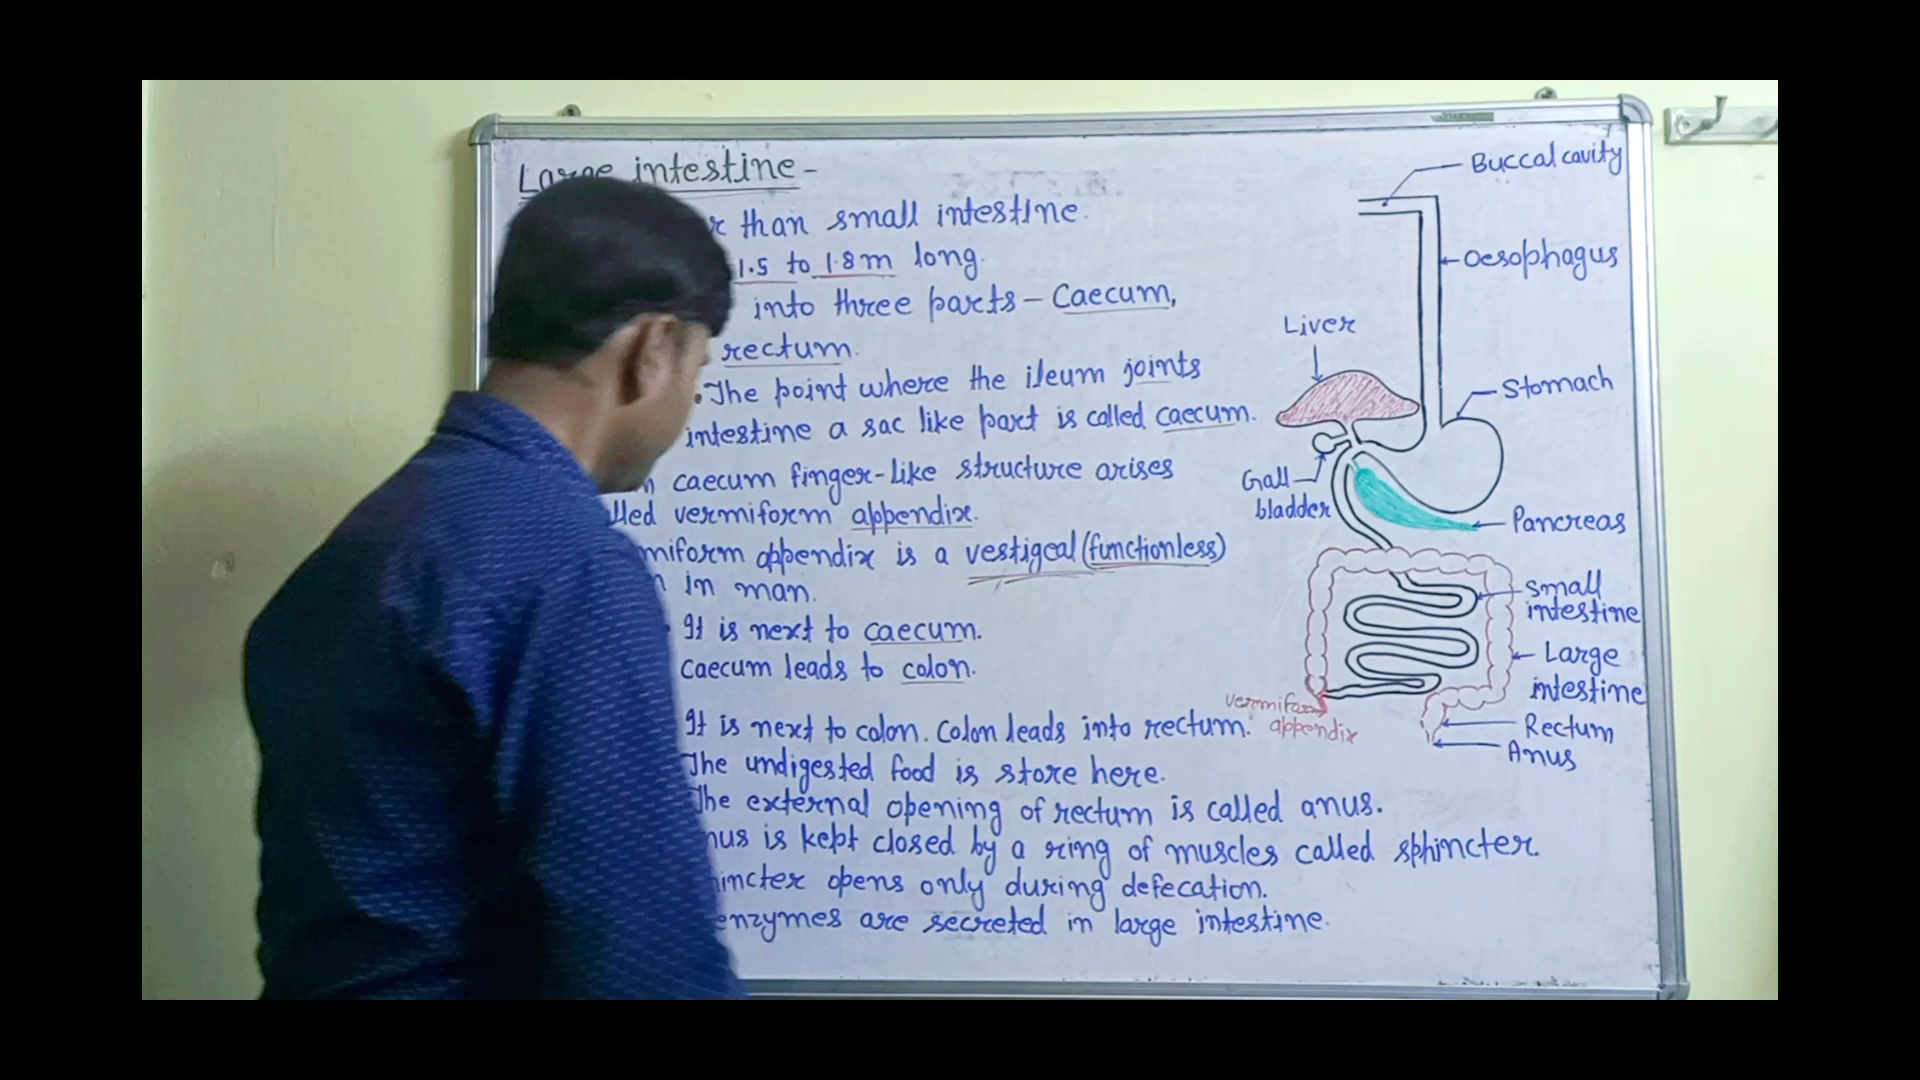 Large intestine -
than small intestine.
1.5 to 1.8m long.
into three parts - Caecum,
rectum.
• The point where the ileum joints
intestine a sac like part is called caecum.
caecum finger-like structure arises
vermiform appendix.
appendix is a vestigeal (functionless)
in man.
It is next to caecum.
Caecum leads to colon.
It is next to colon. Colon leads into rectum.
The undigested food is store here.
The external opening of rectum is called anus.
is kept closed by a ring of muscles called sphincter.
opens only during defecation.
enzymes are secreted in large intestine.
Buccal cavity
Oesophagus
Liver
Stomach
Gall
bladder
Pancreas
small
intestine
Large
intestine
vermiform
appendix
Rectum
Anus